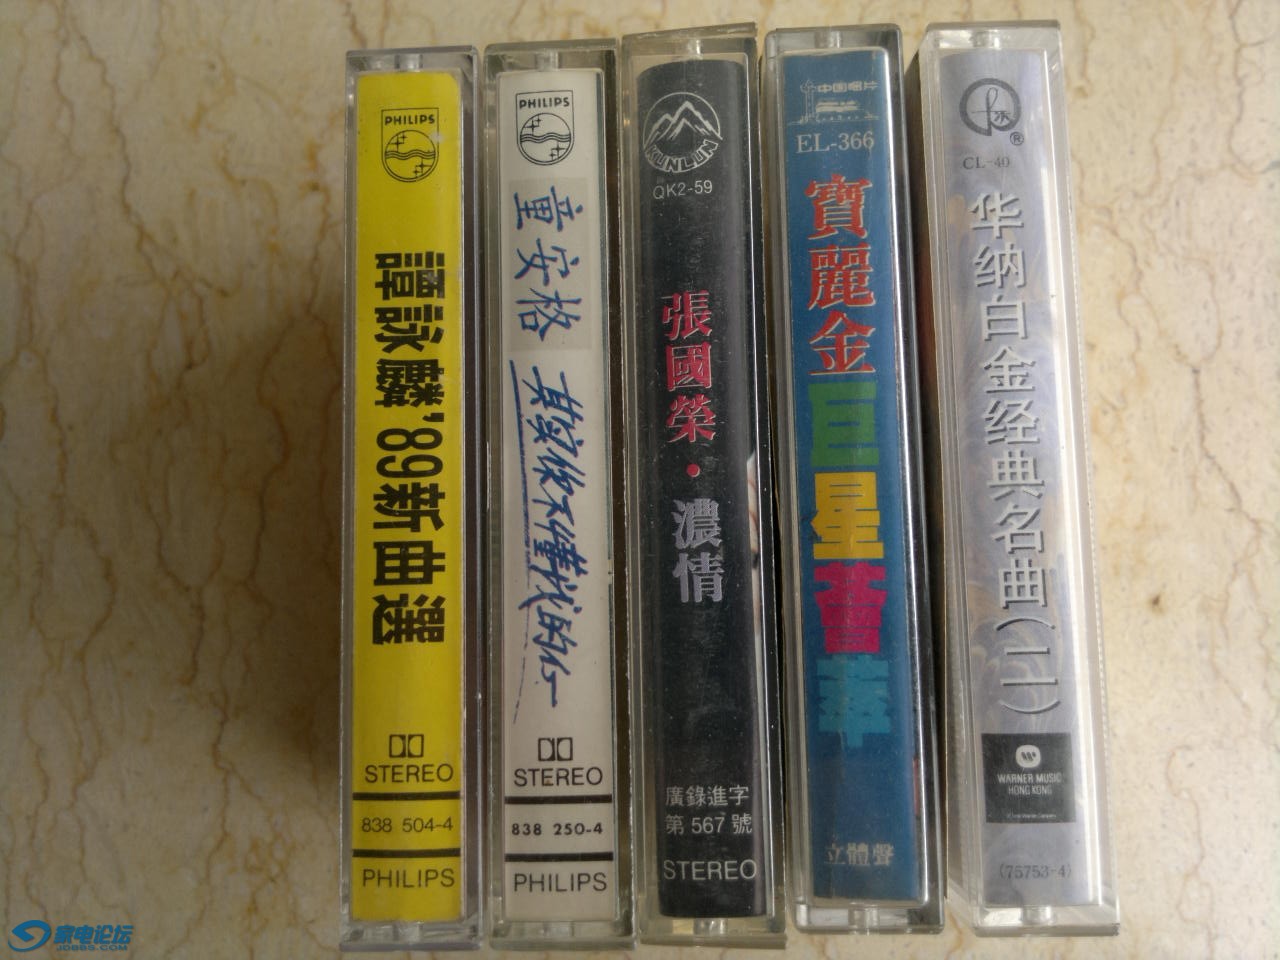 PHILIPS
譚詠麟'89新曲選
STEREO
838 504-4
PHILIPS
PHILIPS
童安格
其实你不懂我的心
STEREO
838 250-4
PHILIPS
KUNLUN
QK2-59
張國榮·濃情
廣錄進字
第 567 號
STEREO
中国唱片
EL-366
寶麗金巨星薈萃
立體聲
R
CL-40
华纳白金经典名曲(二)
WARNER MUSIC
HONG KONG
(75753-4)
家电论坛
JDBBS.COM